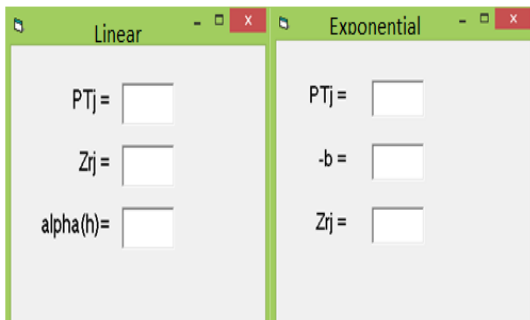 Linear
PTj =
Zrj =
alpha(h)=
Exponential
PTj =
-b =
Zrj =